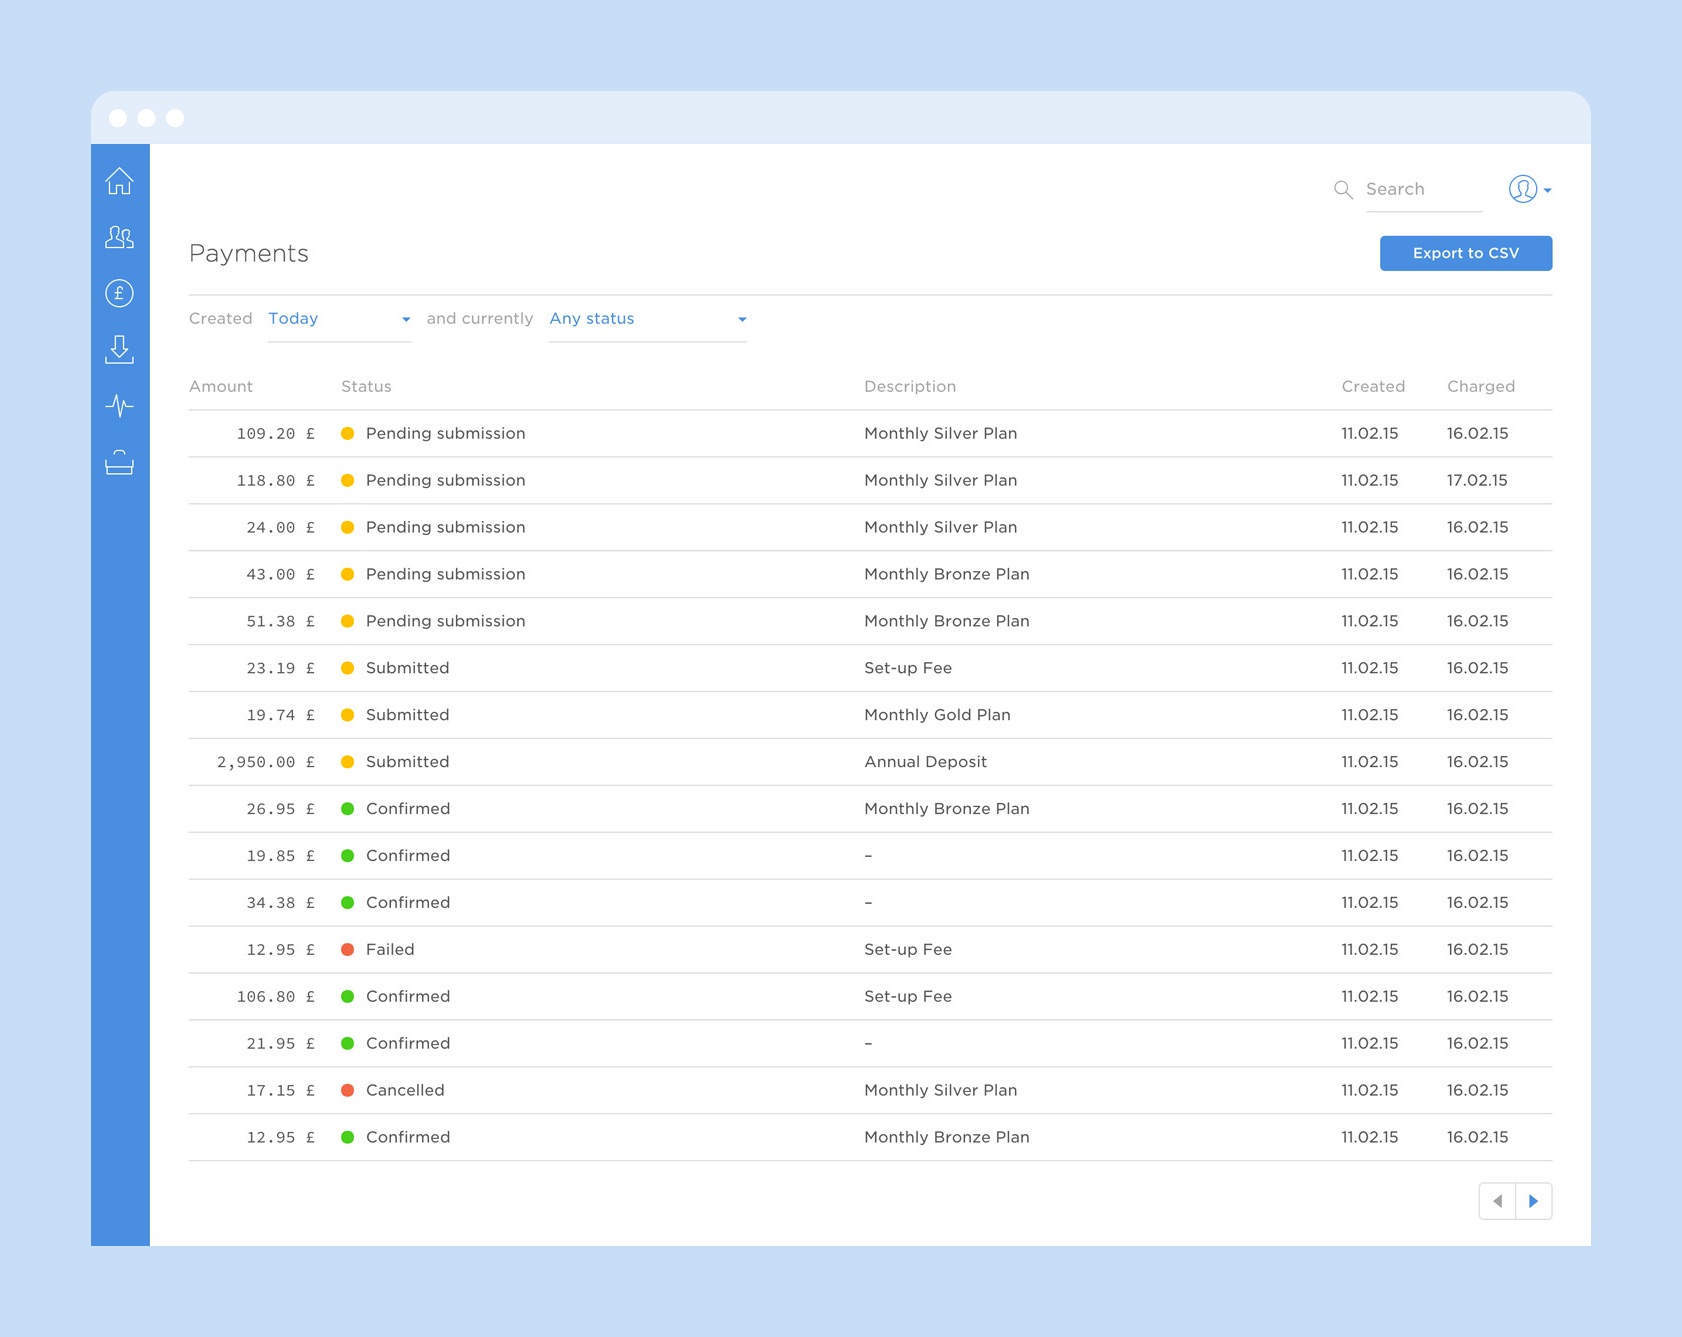 £
Search
Payments
Export to CSV
Created Today and currently Any status
Amount Status Description Created Charged
109.20 £ Pending submission Monthly Silver Plan 11.02.15 16.02.15
118.80 £ Pending submission Monthly Silver Plan 11.02.15 17.02.15
24.00 £ Pending submission Monthly Silver Plan 11.02.15 16.02.15
43.00 £ Pending submission Monthly Bronze Plan 11.02.15 16.02.15
51.38 £ Pending submission Monthly Bronze Plan 11.02.15 16.02.15
23.19 £ Submitted Set-up Fee 11.02.15 16.02.15
19.74 £ Submitted Monthly Gold Plan 11.02.15 16.02.15
2,950.00 £ Submitted Annual Deposit 11.02.15 16.02.15
26.95 £ Confirmed Monthly Bronze Plan 11.02.15 16.02.15
19.85 £ Confirmed – 11.02.15 16.02.15
34.38 £ Confirmed – 11.02.15 16.02.15
12.95 £ Failed Set-up Fee 11.02.15 16.02.15
106.80 £ Confirmed Set-up Fee 11.02.15 16.02.15
21.95 £ Confirmed – 11.02.15 16.02.15
17.15 £ Cancelled Monthly Silver Plan 11.02.15 16.02.15
12.95 £ Confirmed Monthly Bronze Plan 11.02.15 16.02.15